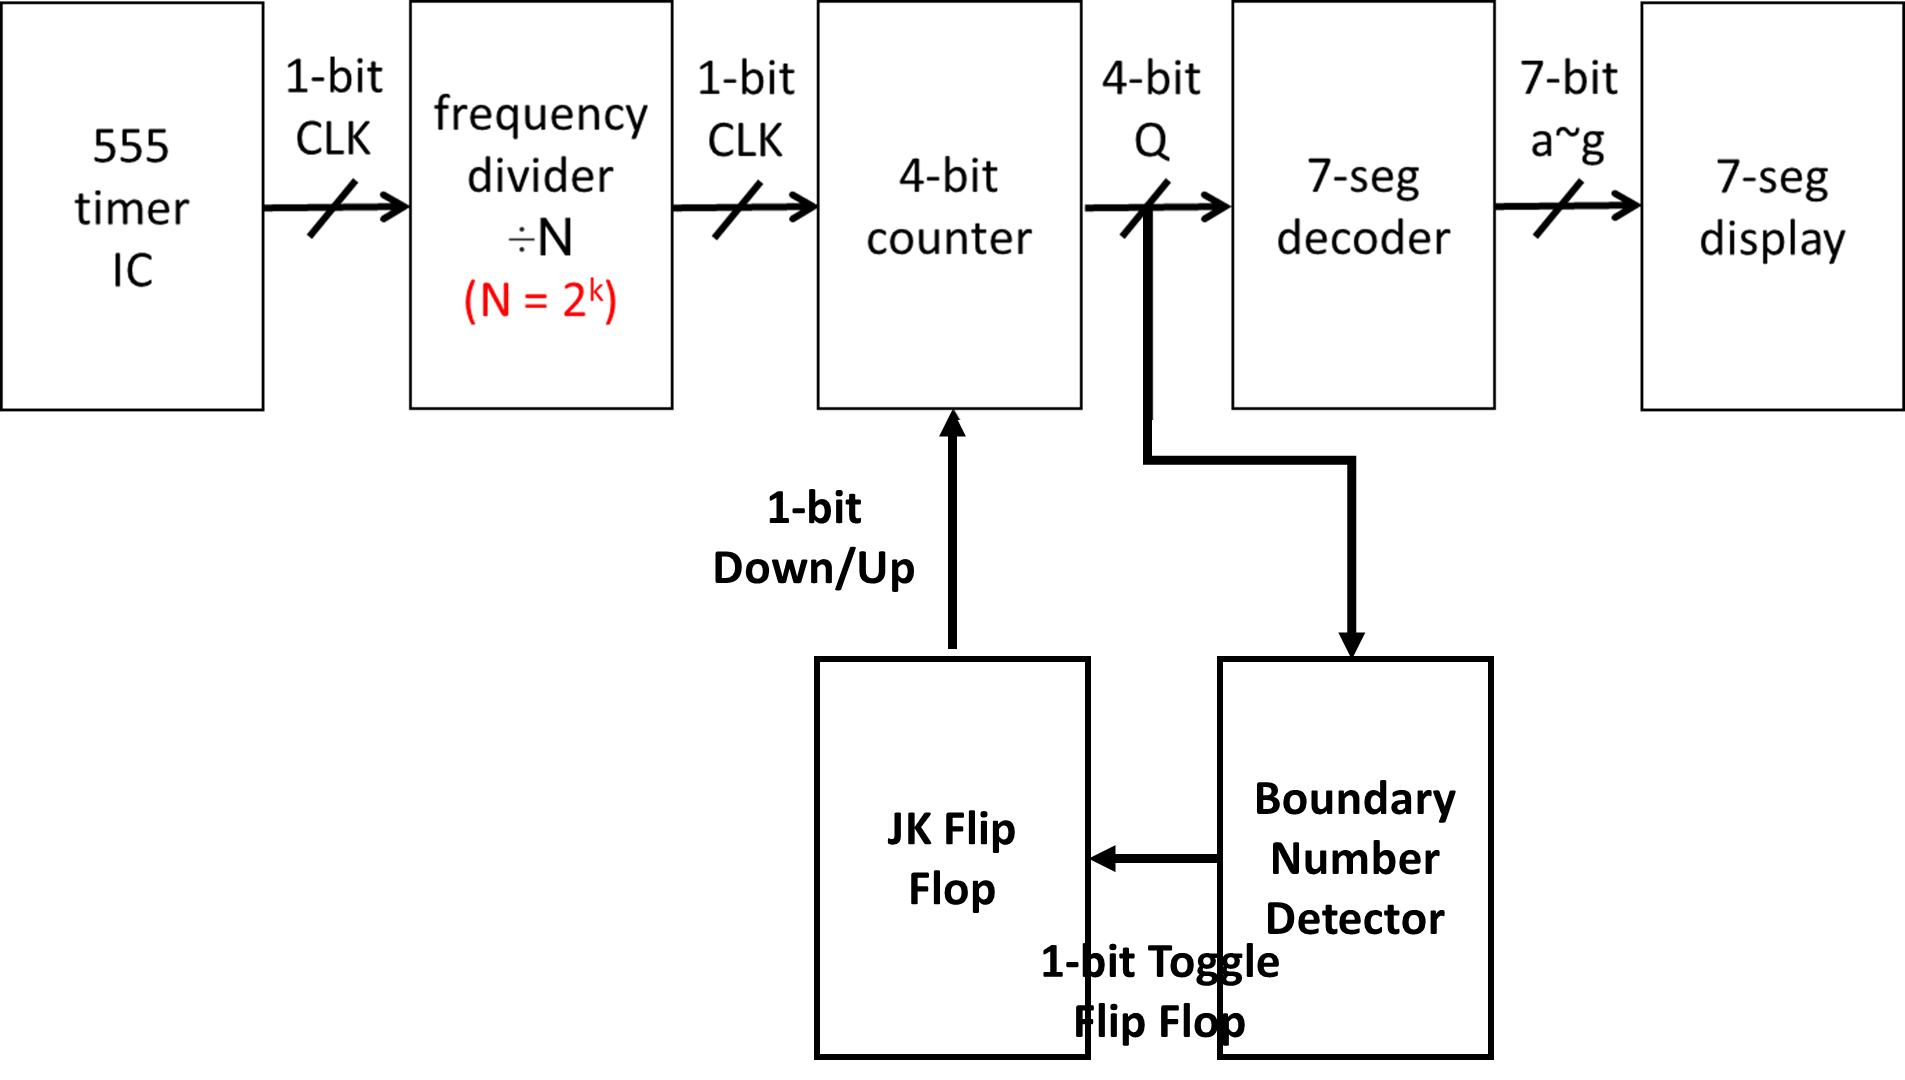 555
timer
IC
1-bit
CLK
frequency
divider
÷N
(N = 2ᵏ)
1-bit
CLK
4-bit
counter
4-bit
Q
7-seg
decoder
7-bit
a~g
7-seg
display
1-bit
Down/Up
JK Flip
Flop
1-bit Toggle
Flip Flop
Boundary
Number
Detector